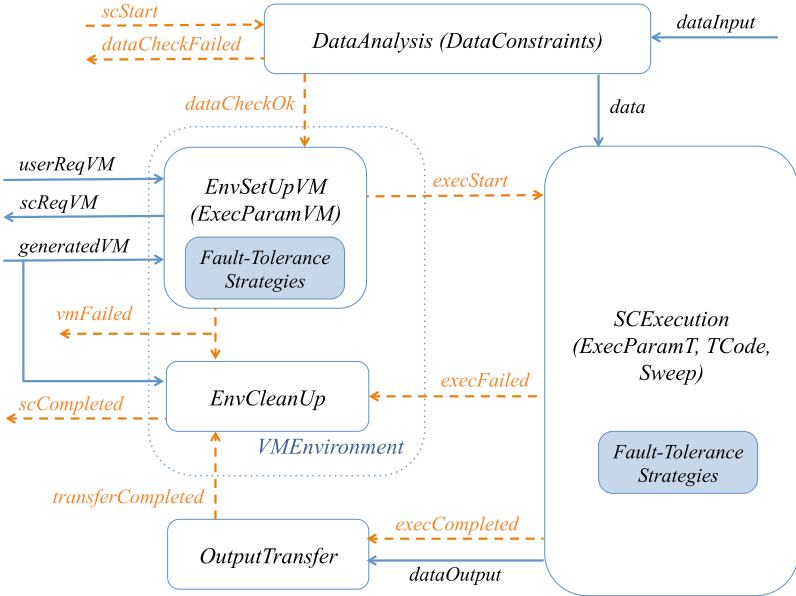 scStart
dataCheckFailed
DataAnalysis (DataConstraints)
dataInput
dataCheckOk
data
userReqVM
scReqVM
generatedVM
EnvSetUpVM
(ExecParamVM)
Fault-Tolerance
Strategies
execStart
vmFailed
SCExecution
(ExecParamT, TCode,
Sweep)
EnvCleanUp
execFailed
scCompleted
VMEnvironment
Fault-Tolerance
Strategies
transferCompleted
execCompleted
OutputTransfer
dataOutput